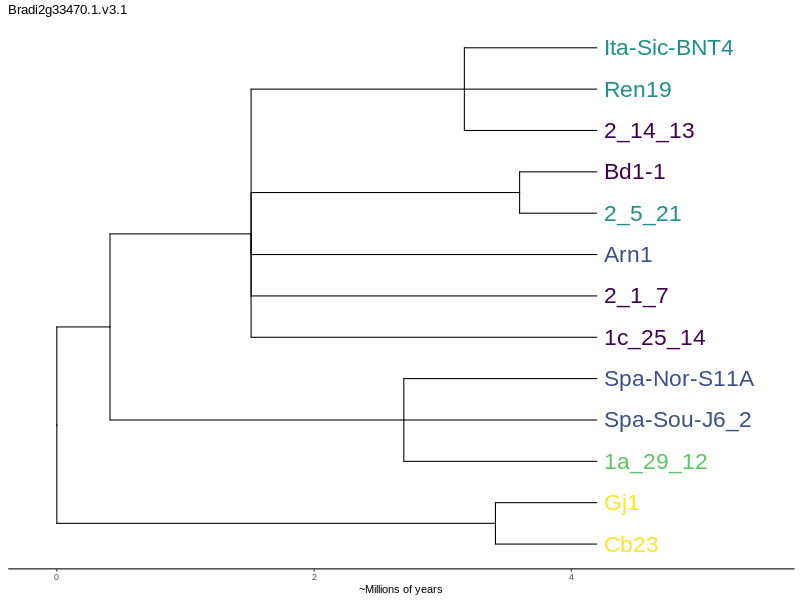 Bradi2g33470.1.v3.1
Ita-Sic-BNT4
Ren19
2_14_13
Bd1-1
2_5_21
Arn1
2_1_7
1c_25_14
Spa-Nor-S11A
Spa-Sou-J6_2
1a_29_12
Gj1
Cb23
0 2 4
~Millions of years